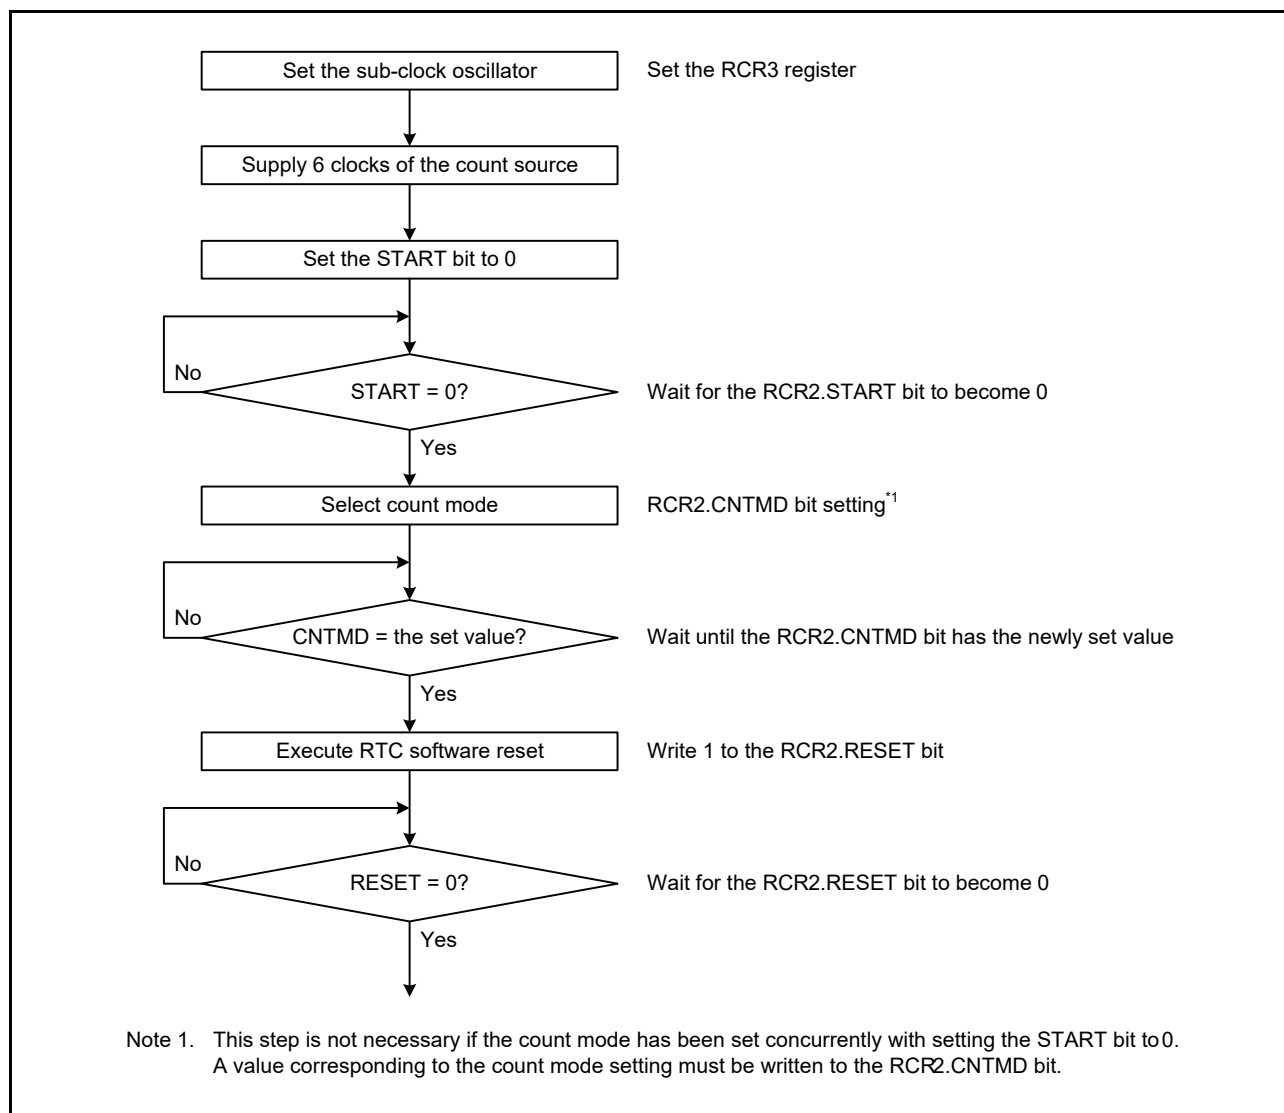 Set the sub-clock oscillator
Set the RCR3 register
Supply 6 clocks of the count source
Set the START bit to 0
No
START = 0?
Wait for the RCR2.START bit to become 0
Yes
Select count mode
RCR2.CNTMD bit setting*1
No
CNTMD = the set value?
Wait until the RCR2.CNTMD bit has the newly set value
Yes
Execute RTC software reset
Write 1 to the RCR2.RESET bit
No
RESET = 0?
Wait for the RCR2.RESET bit to become 0
Yes
Note 1. This step is not necessary if the count mode has been set concurrently with setting the START bit to 0.
A value corresponding to the count mode setting must be written to the RCR2.CNTMD bit.